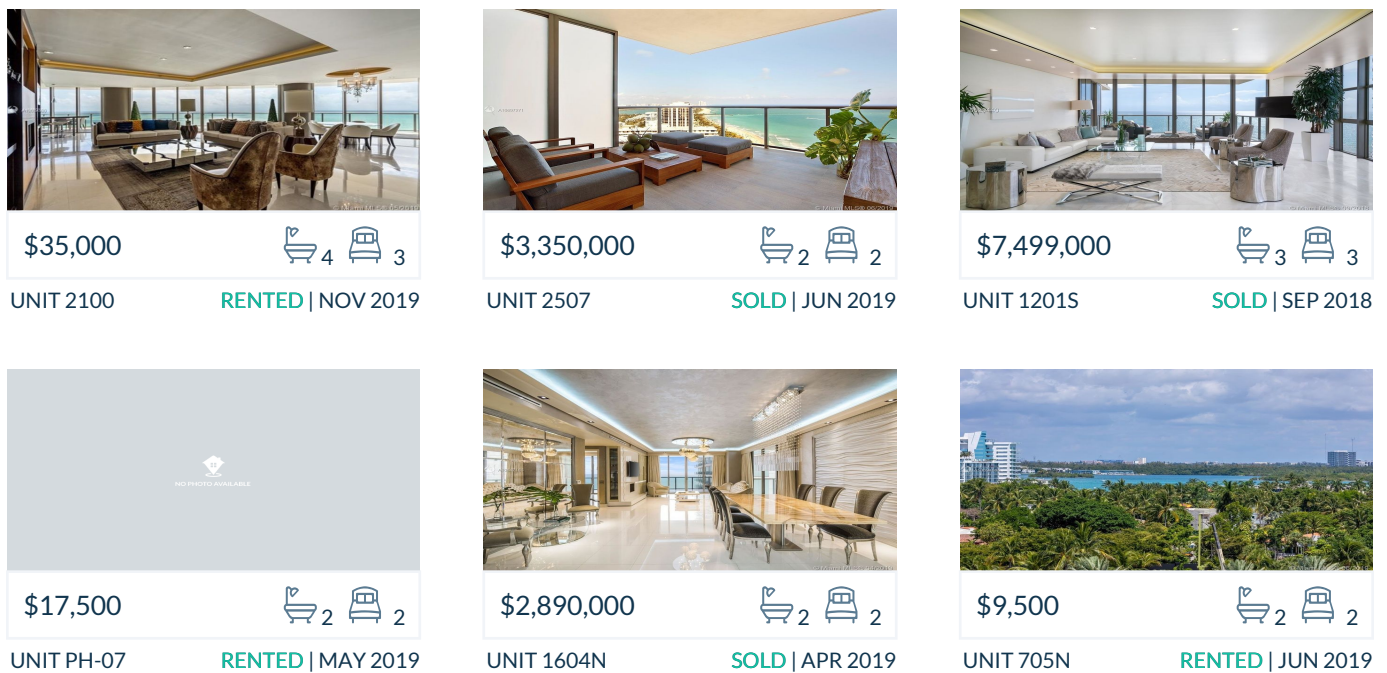 $35,000 4 3
UNIT 2100 RENTED | NOV 2019
$3,350,000 2 2
UNIT 2507 SOLD | JUN 2019
$7,499,000 3 3
UNIT 1201S SOLD | SEP 2018
NO PHOTO AVAILABLE
$17,500 2 2
UNIT PH-07 RENTED | MAY 2019
$2,890,000 2 2
UNIT 1604N SOLD | APR 2019
$9,500 2 2
UNIT 705N RENTED | JUN 2019